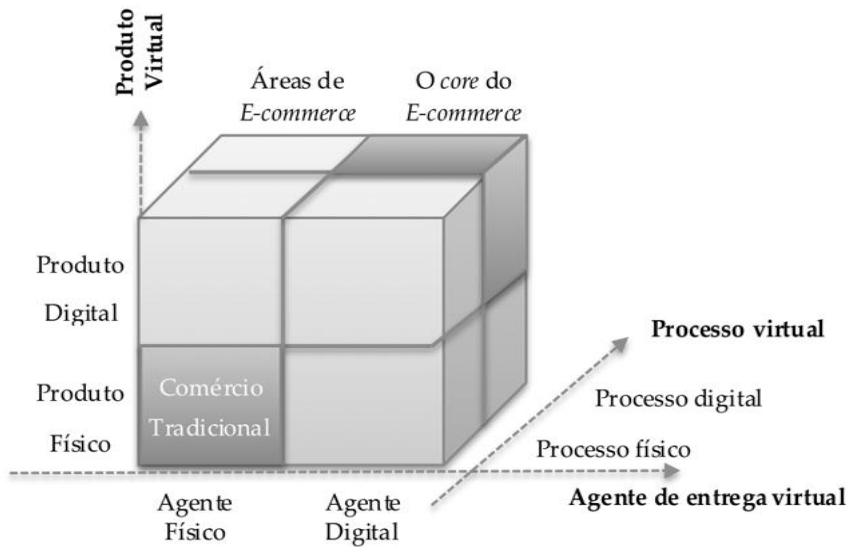 Produto
Virtual
Áreas de
E-commerce
O core do
E-commerce
Produto
Digital
Produto
Físico
Comércio
Tradicional
Processo virtual
Processo digital
Processo físico
Agente de entrega virtual
Agente
Físico
Agente
Digital